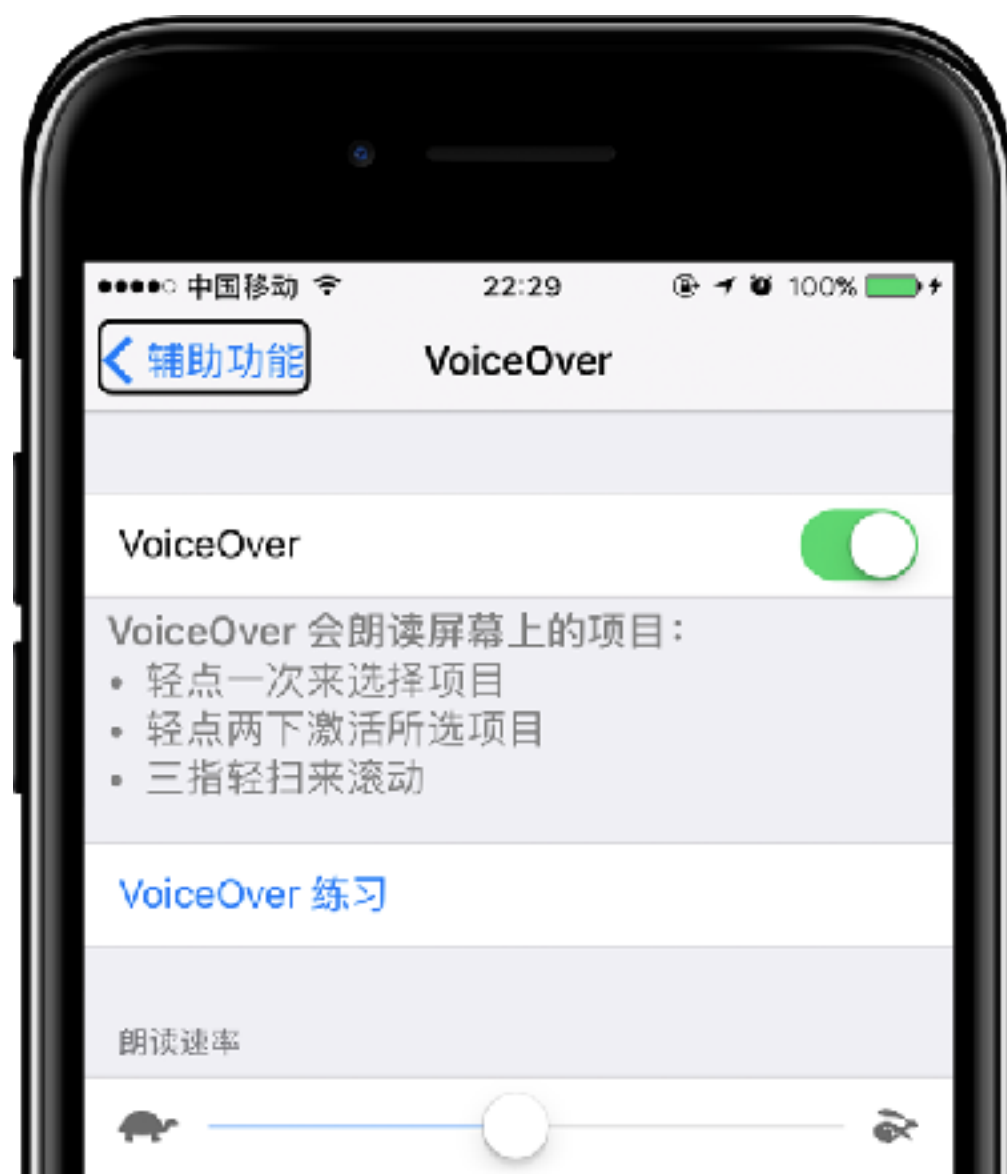 中国移动
22:29
100%
辅助功能
VoiceOver
VoiceOver
VoiceOver 会朗读屏幕上的项目：
• 轻点一次来选择项目
• 轻点两下激活所选项目
• 三指轻扫来滚动
VoiceOver 练习
朗读速率